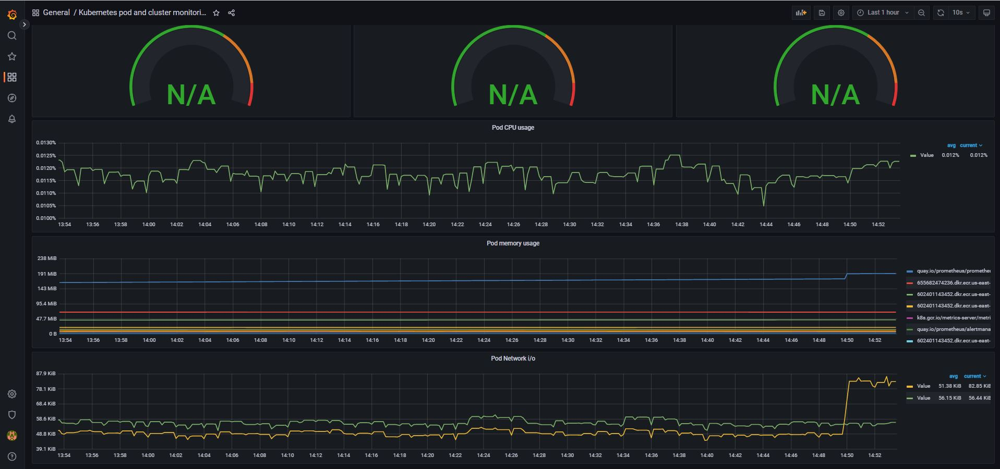 General / Kubernetes pod and cluster monitori...
Last 1 hour
10s
N/A
N/A
N/A
Pod CPU usage
0.0130%
0.0125%
0.0120%
0.0115%
0.0110%
0.0105%
0.0100%
13:54 13:56 13:58 14:00 14:02 14:04 14:06 14:08 14:10 14:12 14:14 14:16 14:18 14:20 14:22 14:24 14:26 14:28 14:30 14:32 14:34 14:36 14:38 14:40 14:42 14:44 14:46 14:48 14:50 14:52
avg current
Value 0.012% 0.012%
Pod memory usage
238 MiB
191 MiB
143 MiB
95.4 MiB
47.7 MiB
0 B
13:54 13:56 13:58 14:00 14:02 14:04 14:06 14:08 14:10 14:12 14:14 14:16 14:18 14:20 14:22 14:24 14:26 14:28 14:30 14:32 14:34 14:36 14:38 14:40 14:42 14:44 14:46 14:48 14:50 14:52
quay.io/prometheus/prometheu
655682474236.dkr.ecr.us-east-
602401143452.dkr.ecr.us-east-
602401143452.dkr.ecr.us-east-
k8s.gcr.io/metrics-server/metri
quay.io/prometheus/alertmana
602401143452.dkr.ecr.us-east-
Pod Network i/o
87.9 KiB
78.1 KiB
68.4 KiB
58.6 KiB
48.8 KiB
39.1 KiB
13:54 13:56 13:58 14:00 14:02 14:04 14:06 14:08 14:10 14:12 14:14 14:16 14:18 14:20 14:22 14:24 14:26 14:28 14:30 14:32 14:34 14:36 14:38 14:40 14:42 14:44 14:46 14:48 14:50 14:52
avg current
Value 51.38 KiB 82.85 KiB
Value 56.15 KiB 56.44 KiB